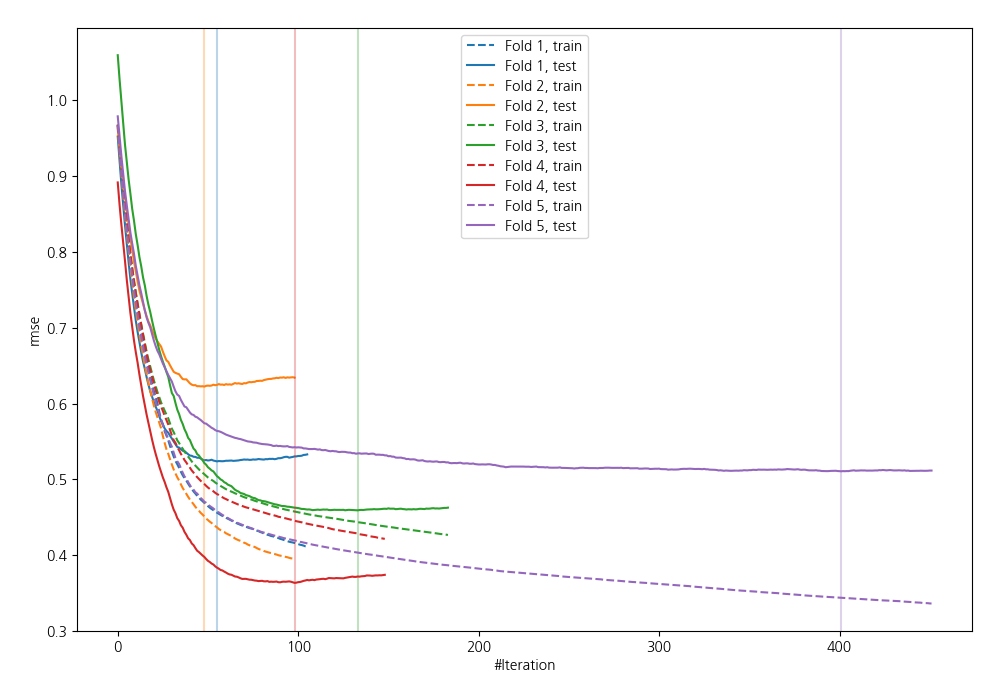 Fold 1, train
Fold 1, test
Fold 2, train
Fold 2, test
Fold 3, train
Fold 3, test
Fold 4, train
Fold 4, test
Fold 5, train
Fold 5, test
1.0
0.9
0.8
0.7
0.6
0.5
0.4
0.3
rmse
0 100 200 300 400
#Iteration